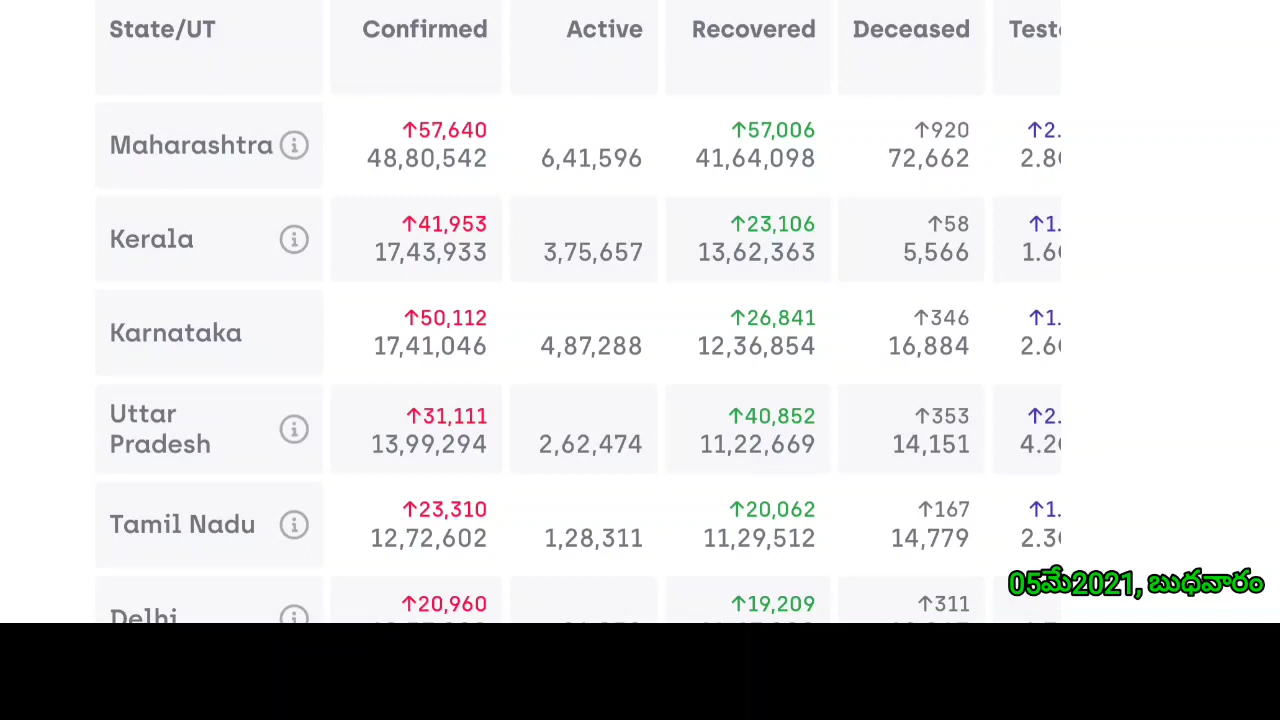 State/UT Confirmed Active Recovered Deceased
↑57,640 ↑57,006 ↑920 ↑2.
Maharashtra 48,80,542 6,41,596 41,64,098 72,662
↑41,953 ↑23,106 ↑58 ↑1.
Kerala 17,43,933 3,75,657 13,62,363 5,566
↑50,112 ↑26,841 ↑346 ↑1.
Karnataka 17,41,046 4,87,288 12,36,854 16,884
↑31,111 ↑40,852 ↑353 ↑2.
Uttar Pradesh 13,99,294 2,62,474 11,22,669 14,151
↑23,310 ↑20,062 ↑167 ↑1.
Tamil Nadu 12,72,602 1,28,311 11,29,512 14,779
Delhi ↑20,960 ↑19,209 ↑311
05మే2021, బుధవారం